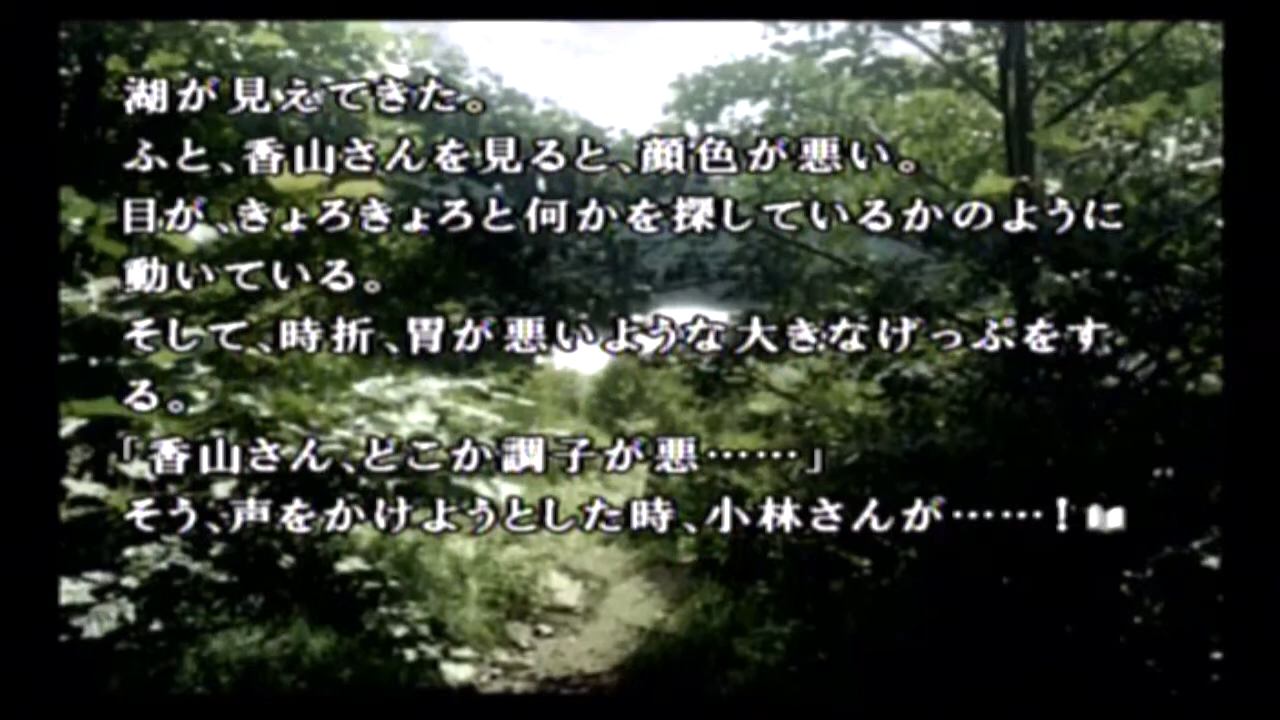 湖が見えてきた。
ふと、香山さんを見ると、顔色が悪い。
目が、きょろきょろと何かを探しているかのように
動いている。
そして、時折、胃が悪いような大きなげっぷをす
る。
「香山さん、どこか調子が悪……」
そう、声をかけようとした時、小林さんが……！